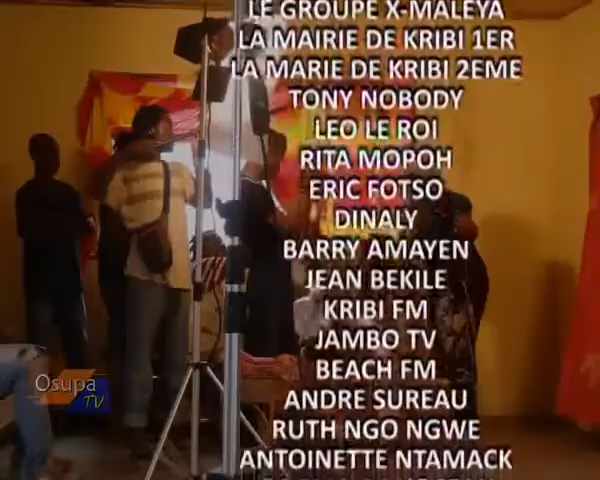 LE GROUPE X-MALEYA
LA MAIRIE DE KRIBI 1ER
LA MARIE DE KRIBI 2EME
TONY NOBODY
LEO LE ROI
RITA MOPOH
ERIC FOTSO
DINALY
BARRY AMAYEN
JEAN BEKILE
KRIBI FM
JAMBO TV
BEACH FM
ANDRE SUREAU
RUTH NGO NGWE
ANTOINETTE NTAMACK
Osupa
TV